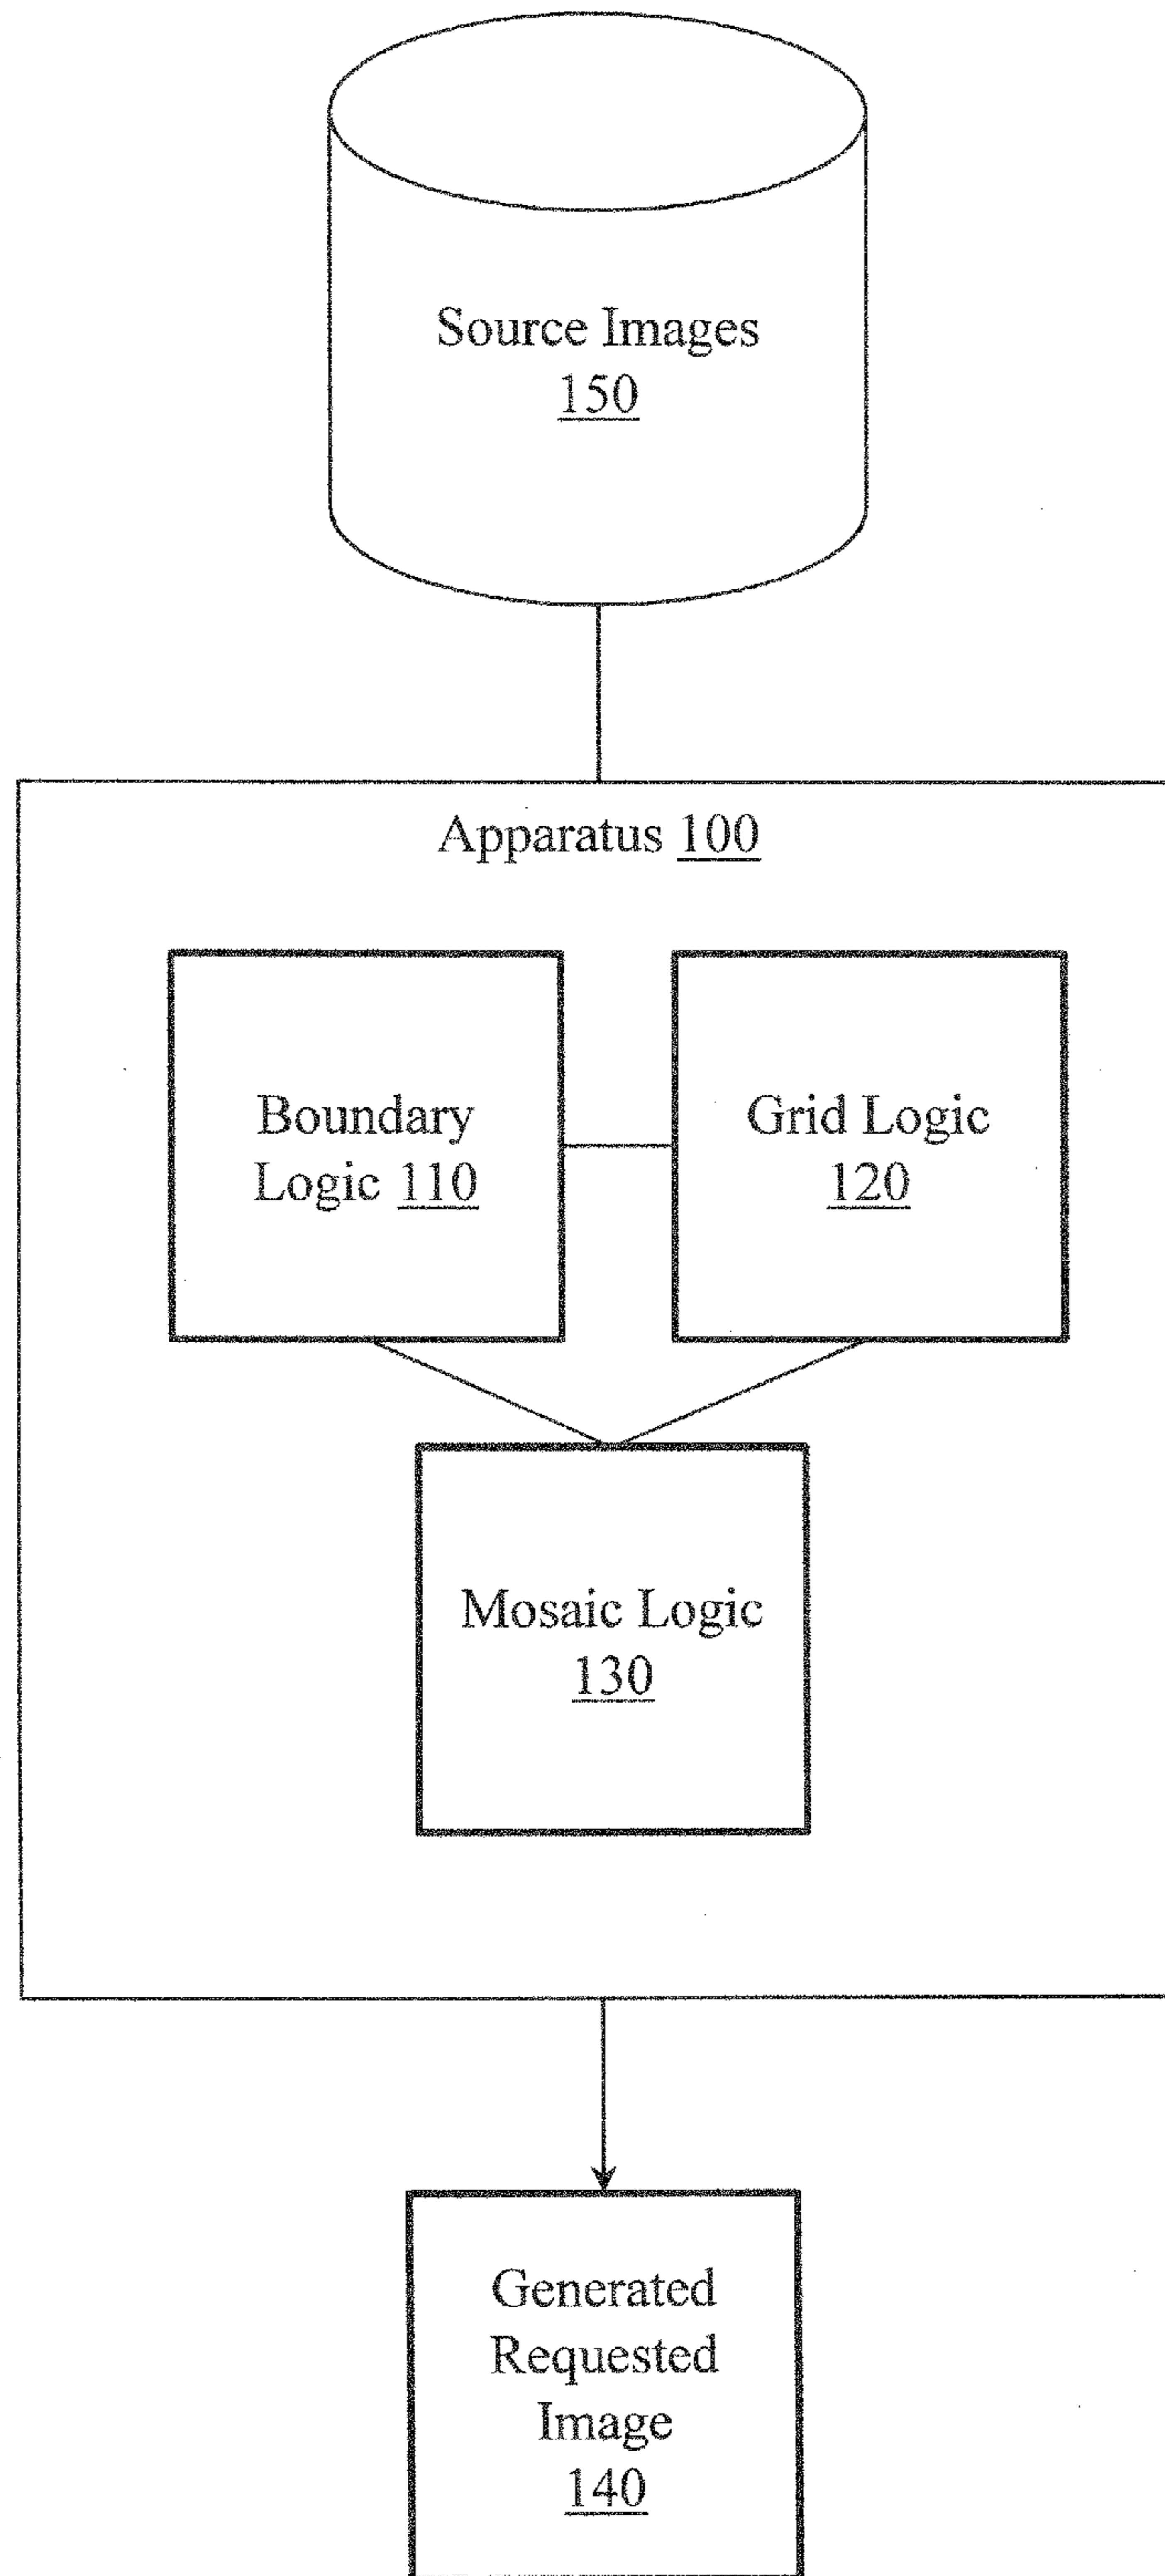 Source Images
150
Apparatus 100
Boundary
Logic 110
Grid Logic
120
Mosaic Logic
130
Generated
Requested
Image
140